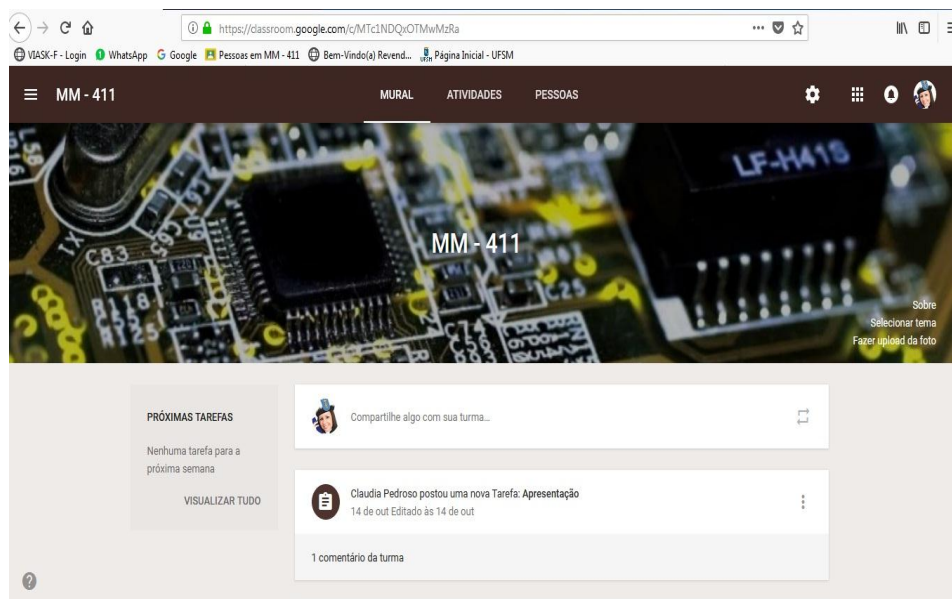 https://classroom.google.com/c/MTc1NDQxOTMwMzRa
VIASK-F - Login WhatsApp Google Pessoas em MM - 411 Bem-Vindo(a) Revend... Página Inicial - UFSM
MM - 411 MURAL ATIVIDADES PESSOAS
LF-H41S
MM - 411
C83
C25
C74
Sobre
Selecionar tema
Fazer upload da foto
PRÓXIMAS TAREFAS
Nenhuma tarefa para a
próxima semana
VISUALIZAR TUDO
Compartilhe algo com sua turma...
Claudia Pedroso postou uma nova Tarefa: Apresentação
14 de out Editado às 14 de out
1 comentário da turma